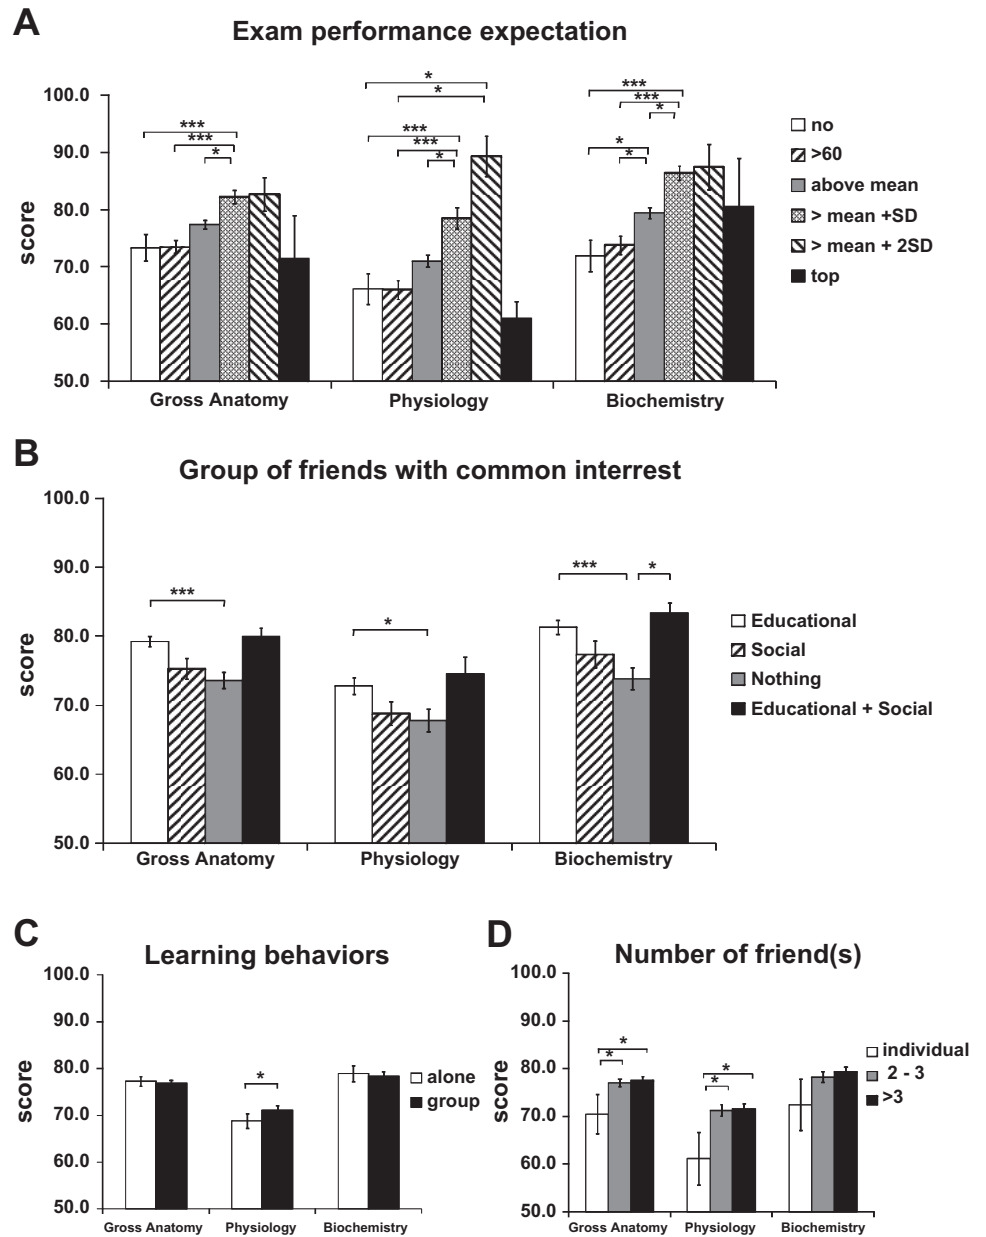 A
Exam performance expectation
score
100.0
90.0
80.0
70.0
60.0
50.0
***
***
*
*
*
***
***
*
***
***
*
*
*
Gross Anatomy
Physiology
Biochemistry
no
>60
above mean
> mean +SD
> mean + 2SD
top
B
Group of friends with common interrest
score
100.0
90.0
80.0
70.0
60.0
50.0
***
*
***
*
Gross Anatomy
Physiology
Biochemistry
Educational
Social
Nothing
Educational + Social
C
Learning behaviors
score
100.0
90.0
80.0
70.0
60.0
50.0
*
Gross Anatomy
Physiology
Biochemistry
alone
group
D
Number of friend(s)
score
100.0
90.0
80.0
70.0
60.0
50.0
*
*
*
*
Gross Anatomy
Physiology
Biochemistry
individual
2 - 3
>3